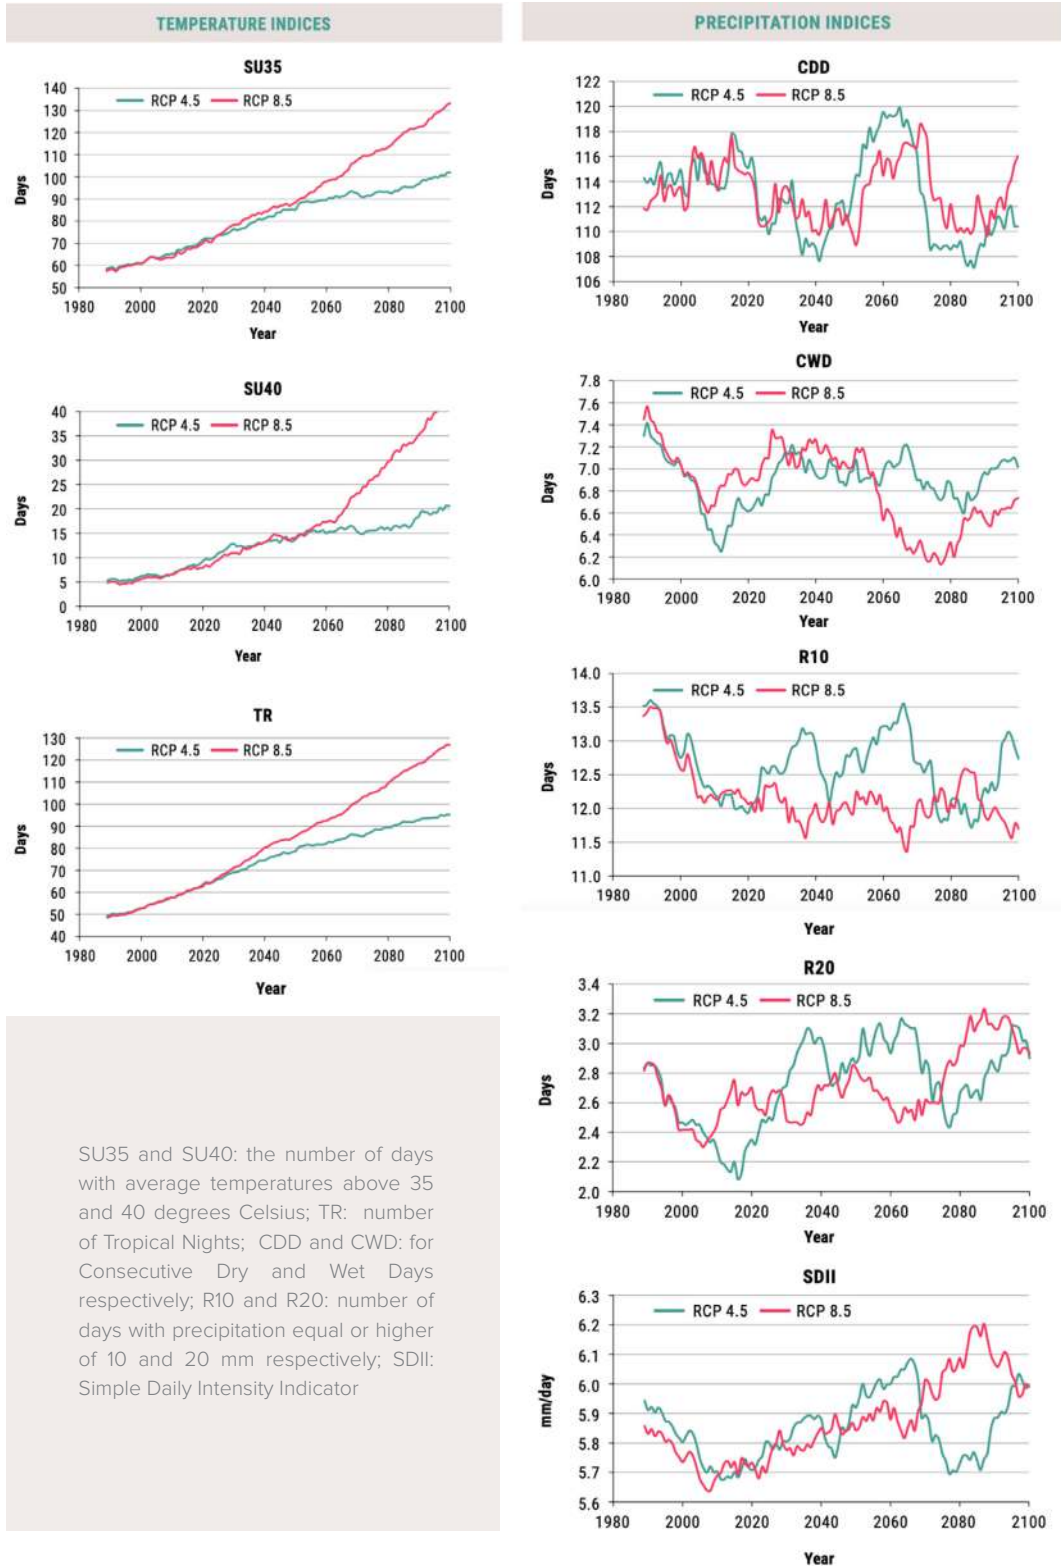 TEMPERATURE INDICES
SU35
RCP 4.5 RCP 8.5
140
130
120
110
100
90
80
70
60
50
Days
1980 2000 2020 2040 2060 2080 2100
Year
SU40
RCP 4.5 RCP 8.5
40
35
30
25
20
15
10
5
0
Days
1980 2000 2020 2040 2060 2080 2100
Year
TR
RCP 4.5 RCP 8.5
130
120
110
100
90
80
70
60
50
40
Days
1980 2000 2020 2040 2060 2080 2100
Year
SU35 and SU40: the number of days
with average temperatures above 35
and 40 degrees Celsius; TR: number
of Tropical Nights; CDD and CWD: for
Consecutive Dry and Wet Days
respectively; R10 and R20: number of
days with precipitation equal or higher
of 10 and 20 mm respectively; SDII:
Simple Daily Intensity Indicator
PRECIPITATION INDICES
CDD
RCP 4.5 RCP 8.5
122
120
118
116
114
112
110
108
106
Days
1980 2000 2020 2040 2060 2080 2100
Year
CWD
RCP 4.5 RCP 8.5
7.8
7.6
7.4
7.2
7.0
6.8
6.6
6.4
6.2
6.0
Days
1980 2000 2020 2040 2060 2080 2100
Year
R10
RCP 4.5 RCP 8.5
14.0
13.5
13.0
12.5
12.0
11.5
11.0
Days
1980 2000 2020 2040 2060 2080 2100
Year
R20
RCP 4.5 RCP 8.5
3.4
3.2
3.0
2.8
2.6
2.4
2.2
2.0
Days
1980 2000 2020 2040 2060 2080 2100
Year
SDII
RCP 4.5 RCP 8.5
6.3
6.2
6.1
6.0
5.9
5.8
5.7
5.6
mm/day
1980 2000 2020 2040 2060 2080 2100
Year